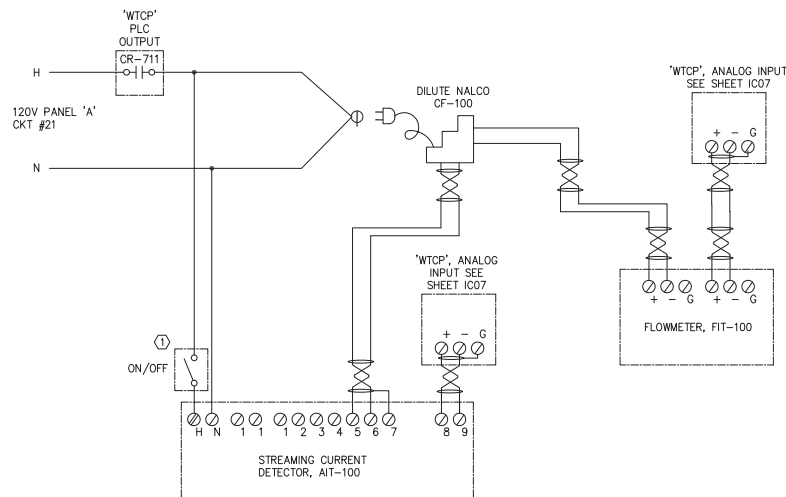 'WTCP'
PLC
OUTPUT
CR-711
H
120V PANEL 'A'
CKT #21
N
DILUTE NALCO
CF-100
'WTCP', ANALOG INPUT
SEE SHEET IC07
+ - G
'WTCP', ANALOG
INPUT SEE
SHEET IC07
+ - G
+ - G + - G
FLOWMETER, FIT-100
1
ON/OFF
H N 1 1 1 2 3 4 5 6 7 8 9
STREAMING CURRENT
DETECTOR, AIT-100